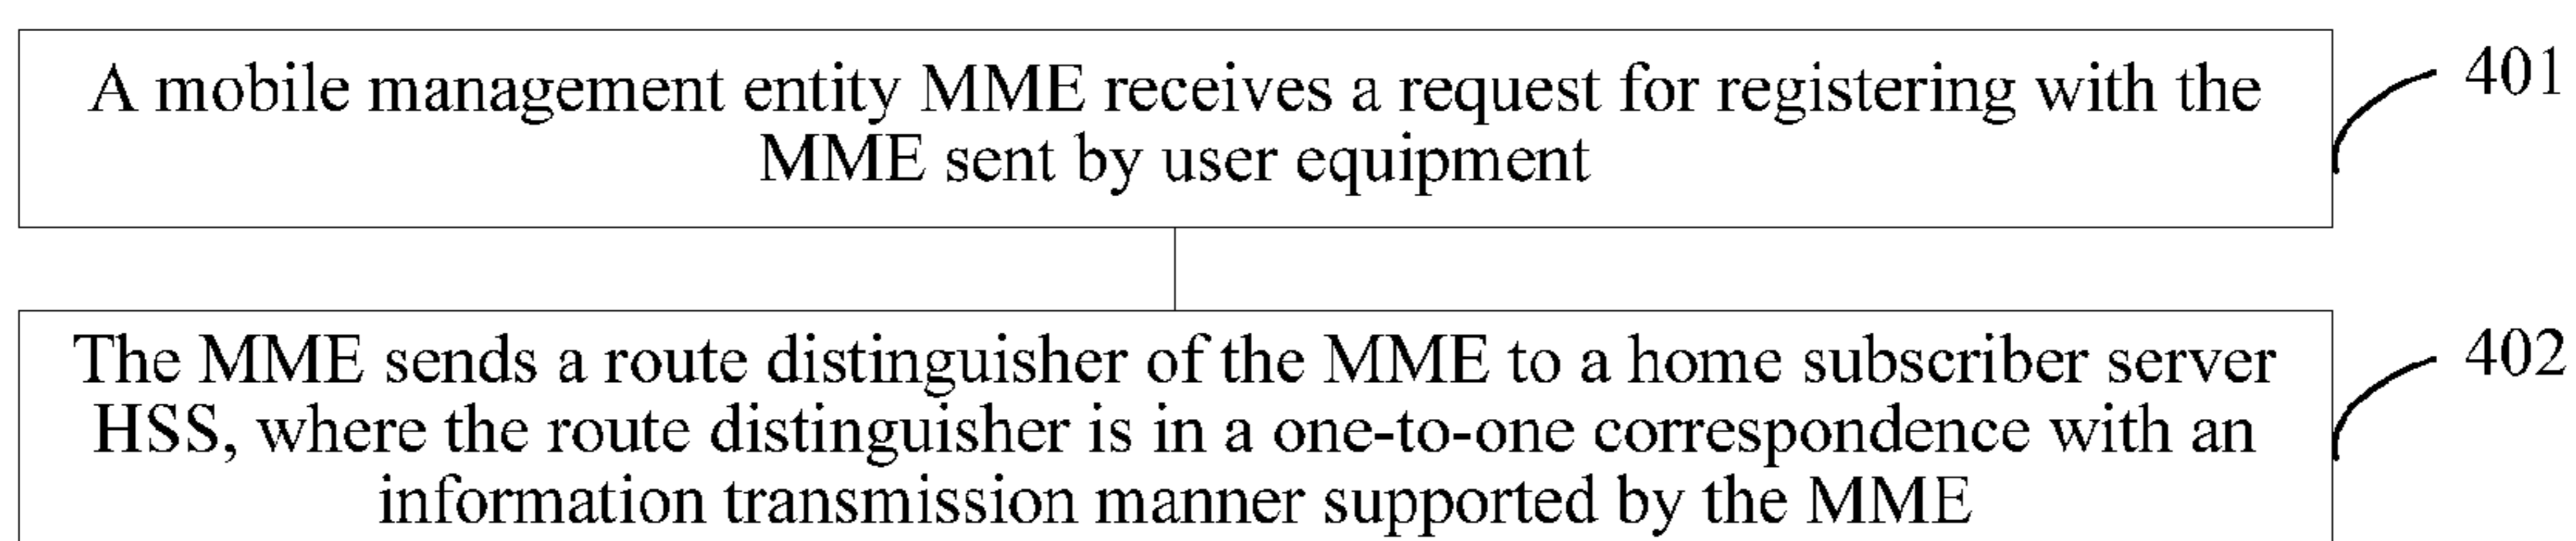 A mobile management entity MME receives a request for registering with the
MME sent by user equipment
401
The MME sends a route distinguisher of the MME to a home subscriber server
HSS, where the route distinguisher is in a one-to-one correspondence with an
information transmission manner supported by the MME
402